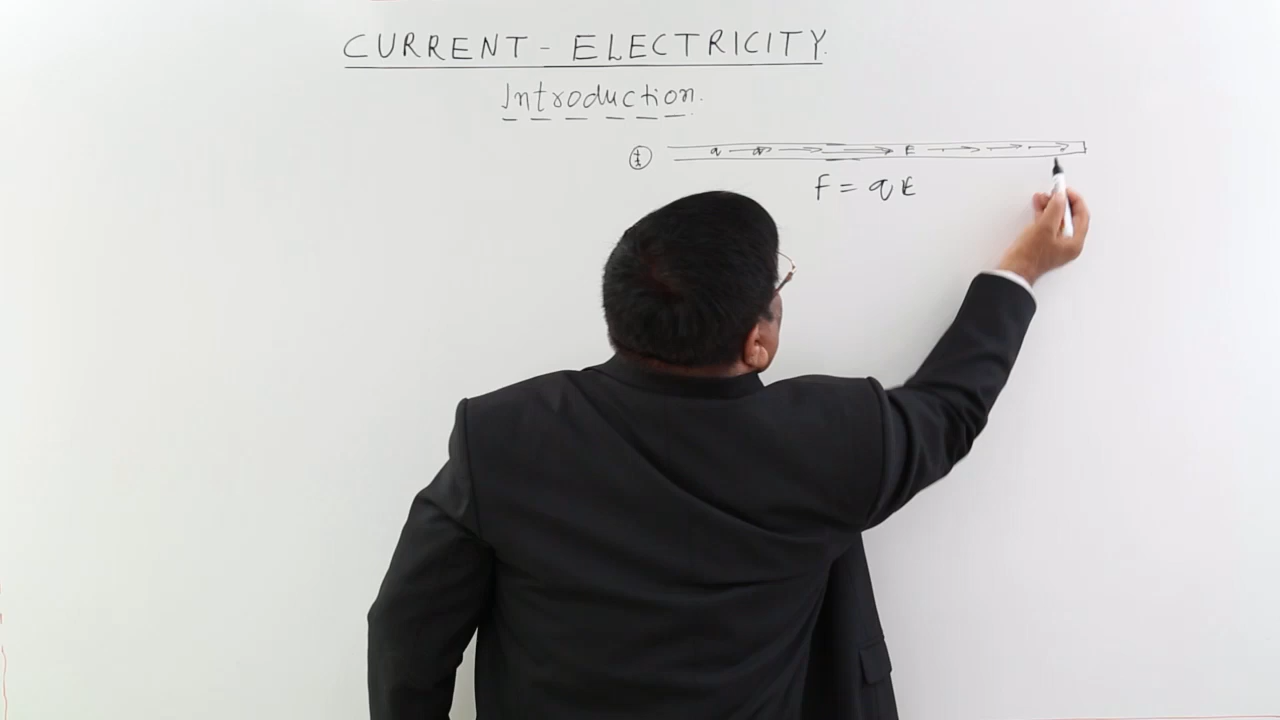 CURRENT - ELECTRICITY.
Introduction.
q E
F = qE